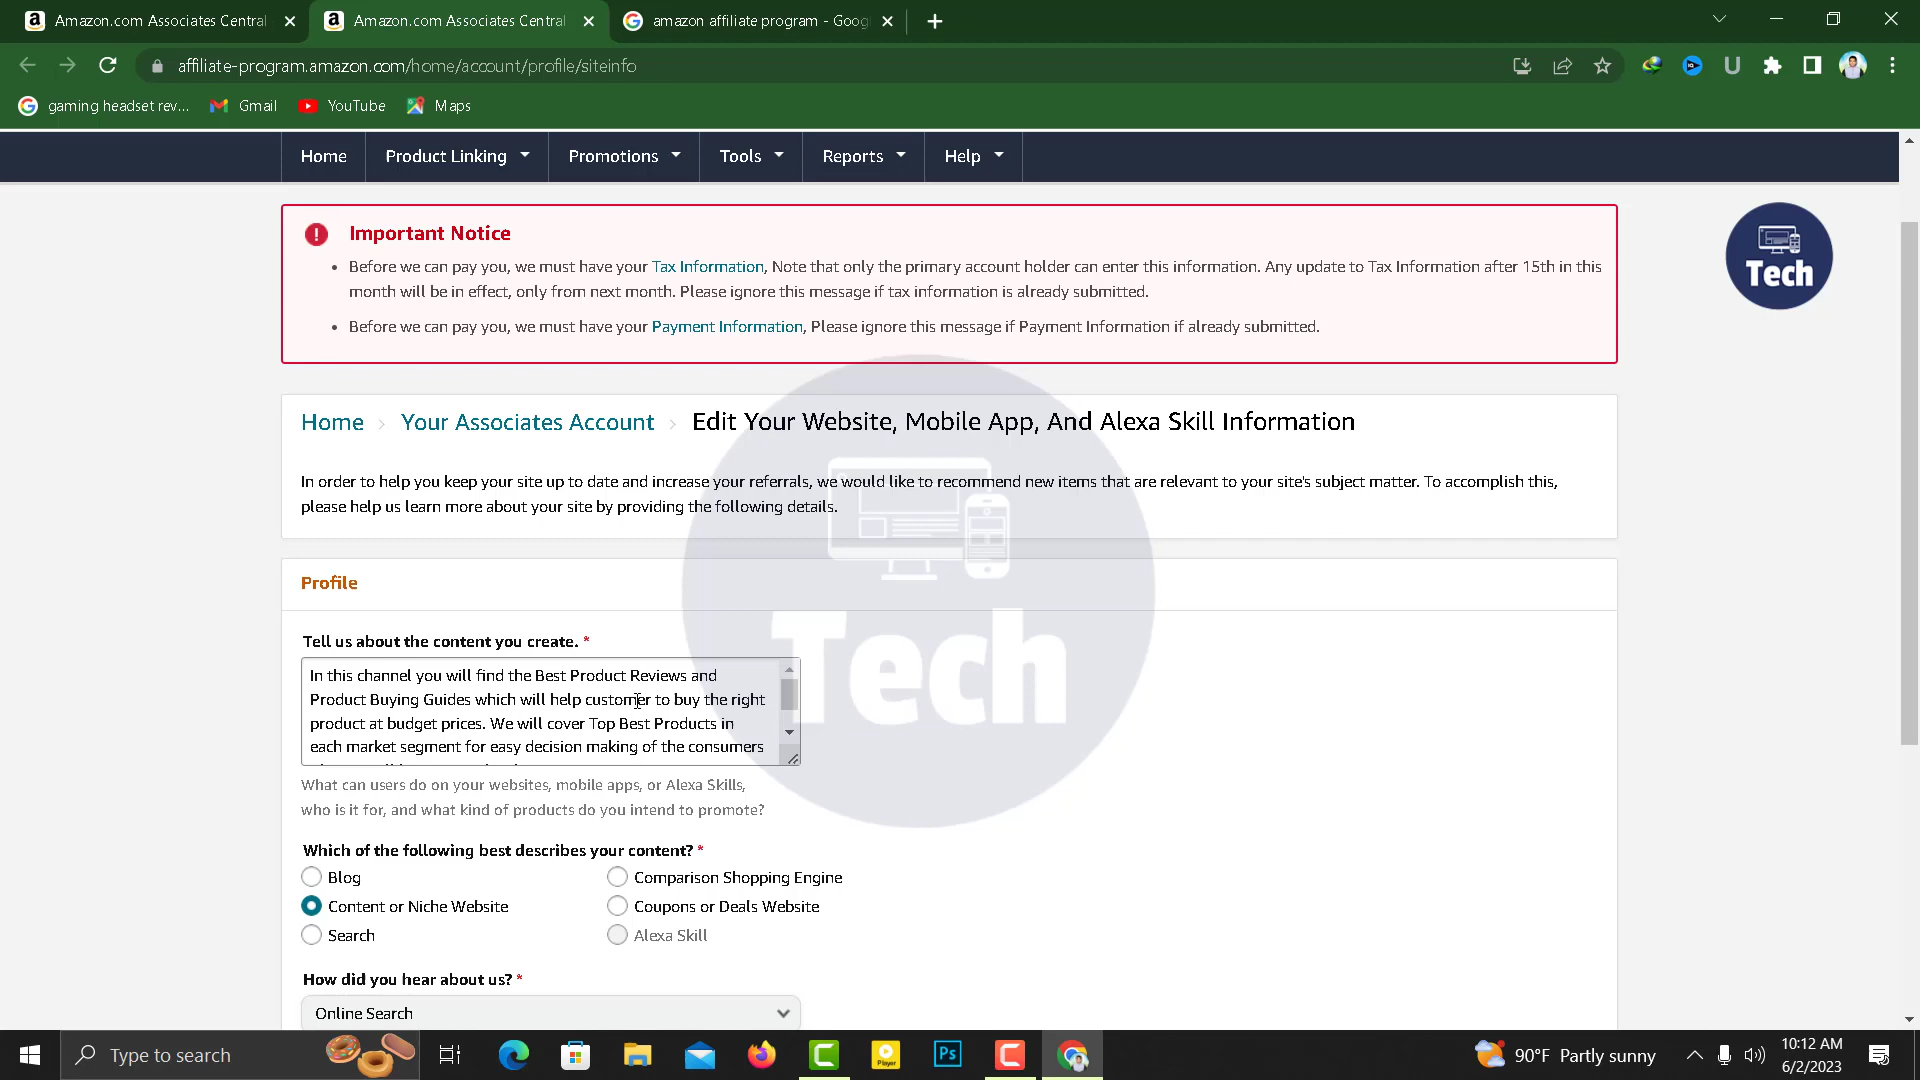 Amazon.com Associates Central
Amazon.com Associates Central
amazon affiliate program - Goog
affiliate-program.amazon.com/home/account/profile/siteinfo
gaming headset rev...
Gmail
YouTube
Maps
Home
Product Linking
Promotions
Tools
Reports
Help
Important Notice
• Before we can pay you, we must have your Tax Information, Note that only the primary account holder can enter this information. Any update to Tax Information after 15th in this
month will be in effect, only from next month. Please ignore this message if tax information is already submitted.
• Before we can pay you, we must have your Payment Information, Please ignore this message if Payment Information if already submitted.
Tech
Home › Your Associates Account › Edit Your Website, Mobile App, And Alexa Skill Information
In order to help you keep your site up to date and increase your referrals, we would like to recommend new items that are relevant to your site's subject matter. To accomplish this,
please help us learn more about your site by providing the following details.
Profile
Tech
Tell us about the content you create. *
In this channel you will find the Best Product Reviews and
Product Buying Guides which will help customer to buy the right
product at budget prices. We will cover Top Best Products in
each market segment for easy decision making of the consumers
What can users do on your websites, mobile apps, or Alexa Skills,
who is it for, and what kind of products do you intend to promote?
Which of the following best describes your content? *
Blog
Comparison Shopping Engine
Content or Niche Website
Coupons or Deals Website
Search
Alexa Skill
How did you hear about us? *
Online Search
Type to search
Player
Ps
90°F Partly sunny
10:12 AM
6/2/2023